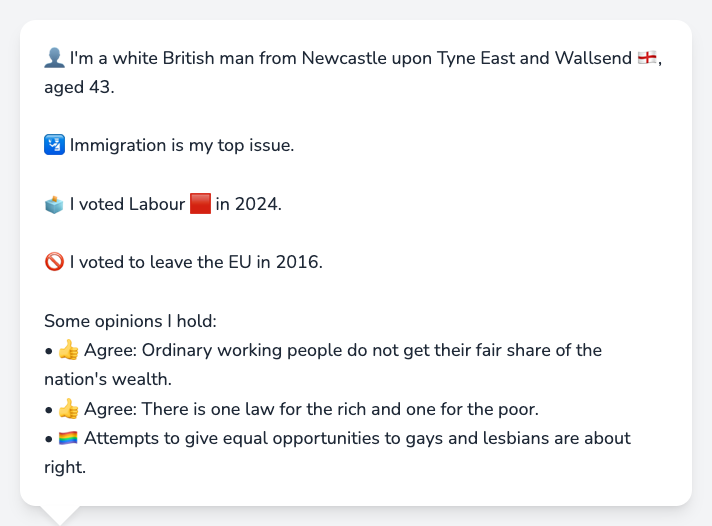 👤 I'm a white British man from Newcastle upon Tyne East and Wallsend 🏴󠁧󠁢󠁥󠁮󠁧󠁿,
aged 43.
🛂 Immigration is my top issue.
🗳️ I voted Labour 🟥 in 2024.
🚫 I voted to leave the EU in 2016.
Some opinions I hold:
• 👍 Agree: Ordinary working people do not get their fair share of the
nation's wealth.
• 👍 Agree: There is one law for the rich and one for the poor.
• 🏳️‍🌈 Attempts to give equal opportunities to gays and lesbians are about
right.